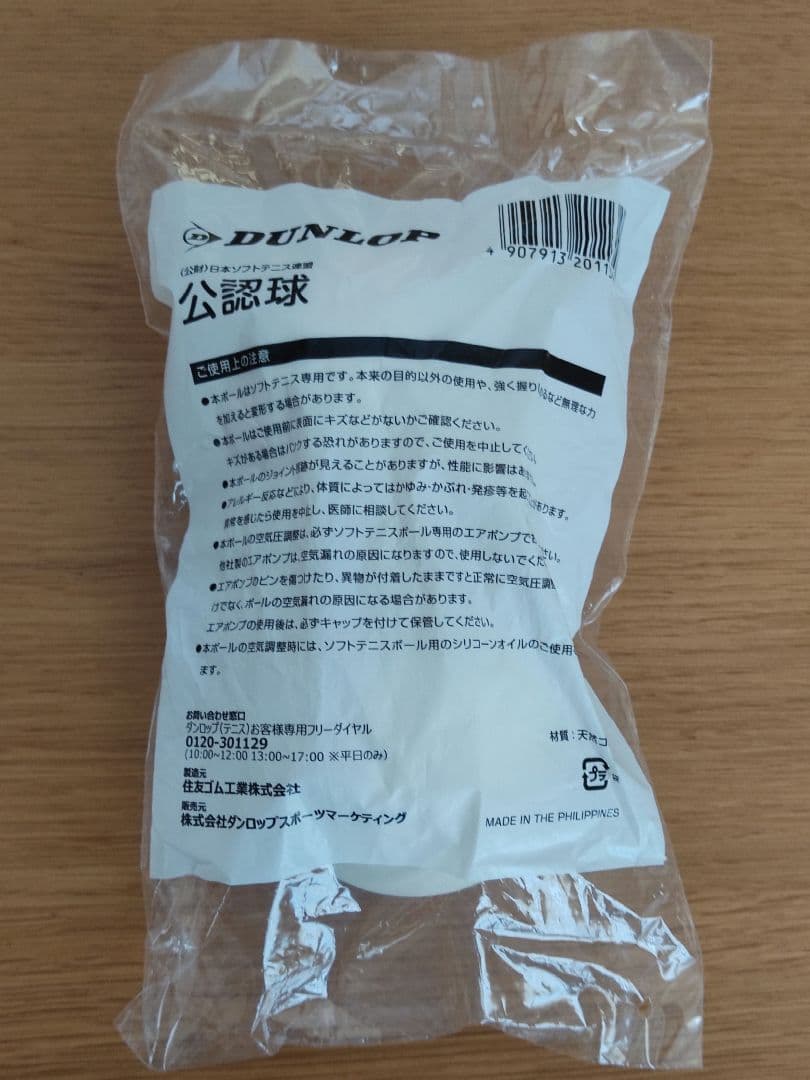 DUNLOP
4 907913 2011
(公財)日本ソフトテニス連盟
公認球
ご使用上の注意
●本ボールはソフトテニス専用です。本来の目的以外の使用や、強く握り るなど無理な力
を加えると変形する場合があります。
●本ボールはご使用前に表面にキズなどがないかご確認ください。
キズがある場合はパンクする恐れがありますので、ご使用を中止してくださ
●本ボールのジョイント部跡が見えることがありますが、性能に影響はあ
●アレルギー反応などにより、体質によってはかゆみ・かぶれ・発疹等を起 があります。
異常を感じたら使用を中止し、医師に相談してください。
●本ボールの空気圧調整は、必ずソフトテニスボール専用のエアポンプで さい。
他社製のエアポンプは、空気漏れの原因になりますので、使用しないでくだ
●エアポンプのピンを傷つけたり、異物が付着したままですと正常に空気圧調整
けでなく、ボールの空気漏れの原因になる場合があります。
エアポンプの使用後は、必ずキャップを付けて保管してください。
●本ボールの空気調整時には、ソフトテニスボール用のシリコーンオイルのご使用
ます。
お問い合わせ窓口
ダンロップ(テニス)お客様専用フリーダイヤル
0120-301129
(10:00~12:00 13:00~17:00 ※平日のみ)
材質:天然ゴ
製造元
住友ゴム工業株式会社
プラ
販売元
株式会社ダンロップスポーツマーケティング
MADE IN THE PHILIPPINES